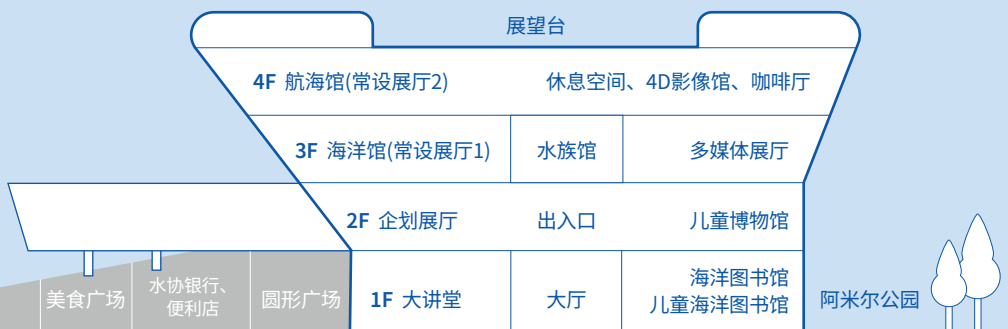 展望台
4F 航海馆(常设展厅2)
休息空间、4D影像馆、咖啡厅
3F 海洋馆(常设展厅1)
水族馆
多媒体展厅
2F 企划展厅
出入口
儿童博物馆
美食广场
水协银行、
便利店
圆形广场
1F 大讲堂
大厅
海洋图书馆
儿童海洋图书馆
阿米尔公园